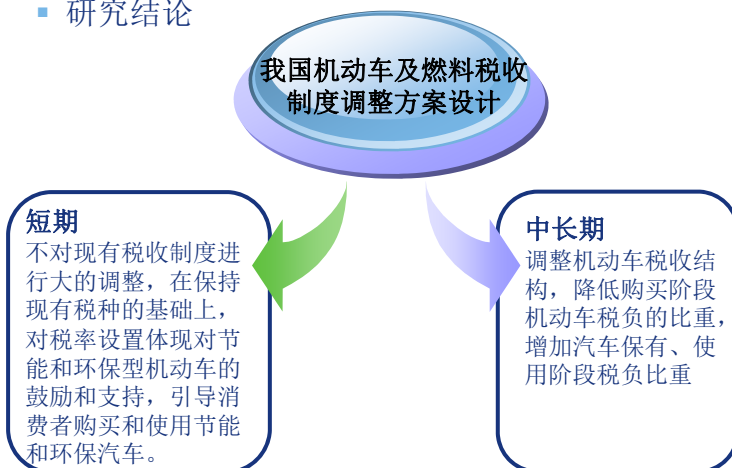 研究结论
我国机动车及燃料税收
制度调整方案设计
短期
不对现有税收制度进
行大的调整，在保持
现有税种的基础上，
对税率设置体现对节
能和环保型机动车的
鼓励和支持，引导消
费者购买和使用节能
和环保汽车。
中长期
调整机动车税收结
构，降低购买阶段
机动车税负的比重，
增加汽车保有、使
用阶段税负比重